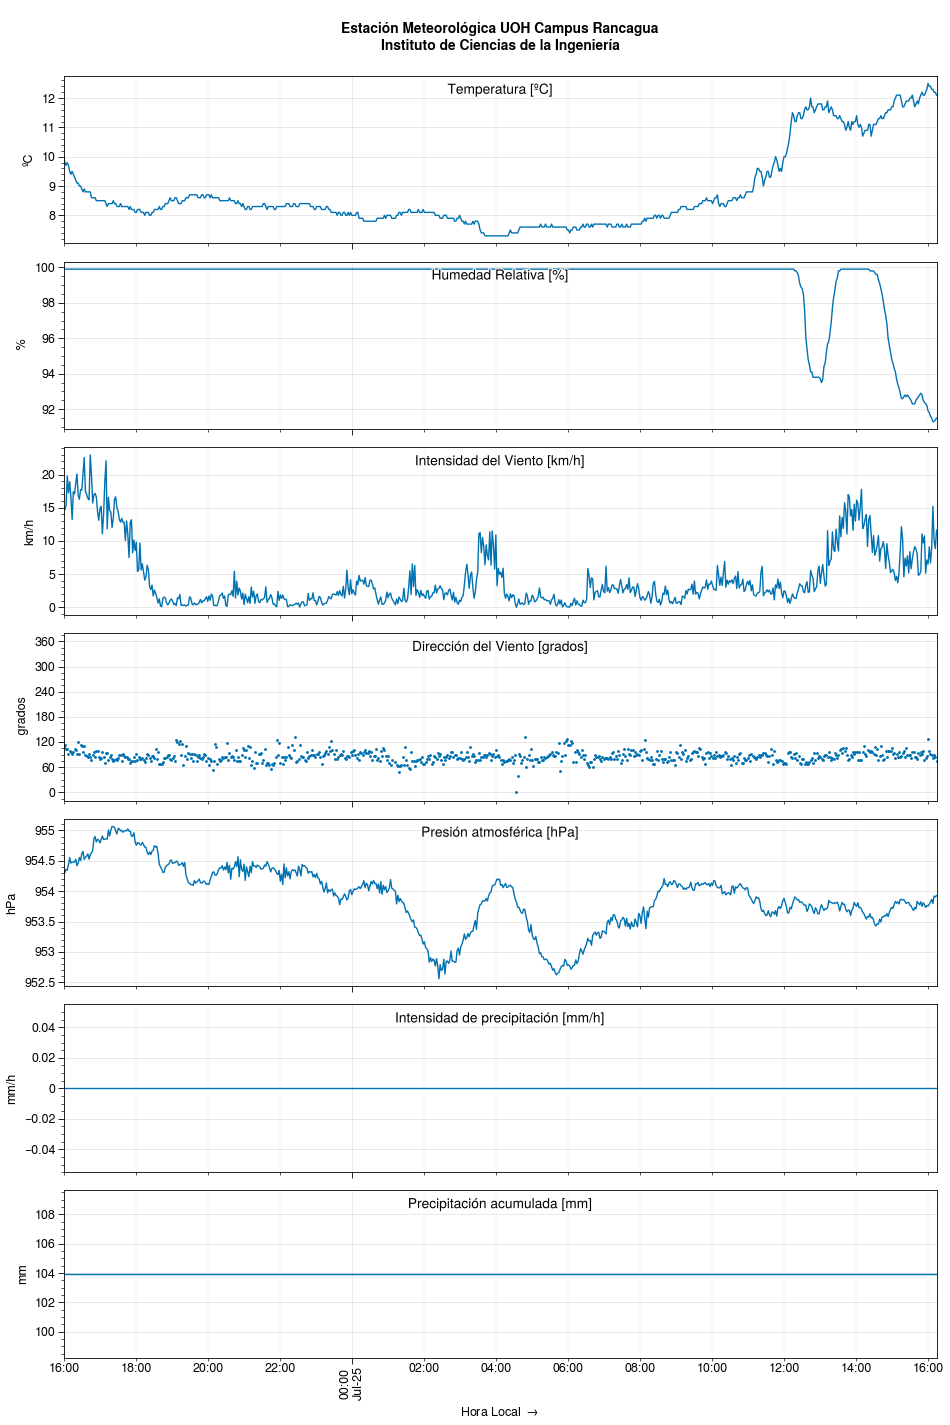 Estación Meteorológica UOH Campus Rancagua
Instituto de Ciencias de la Ingeniería
Temperatura [ºC]
12
11
10
9
8
ºC
Humedad Relativa [%]
100
98
96
94
92
%
Intensidad del Viento [km/h]
20
15
10
5
0
km/h
Dirección del Viento [grados]
360
300
240
180
120
60
0
grados
Presión atmosférica [hPa]
955
954.5
954
953.5
953
952.5
hPa
Intensidad de precipitación [mm/h]
0.04
0.02
0
−0.02
−0.04
mm/h
Precipitación acumulada [mm]
108
106
104
102
100
mm
16:00 18:00 20:00 22:00 00:00 02:00 04:00 06:00 08:00 10:00 12:00 14:00 16:00
Jul-25
Hora Local →